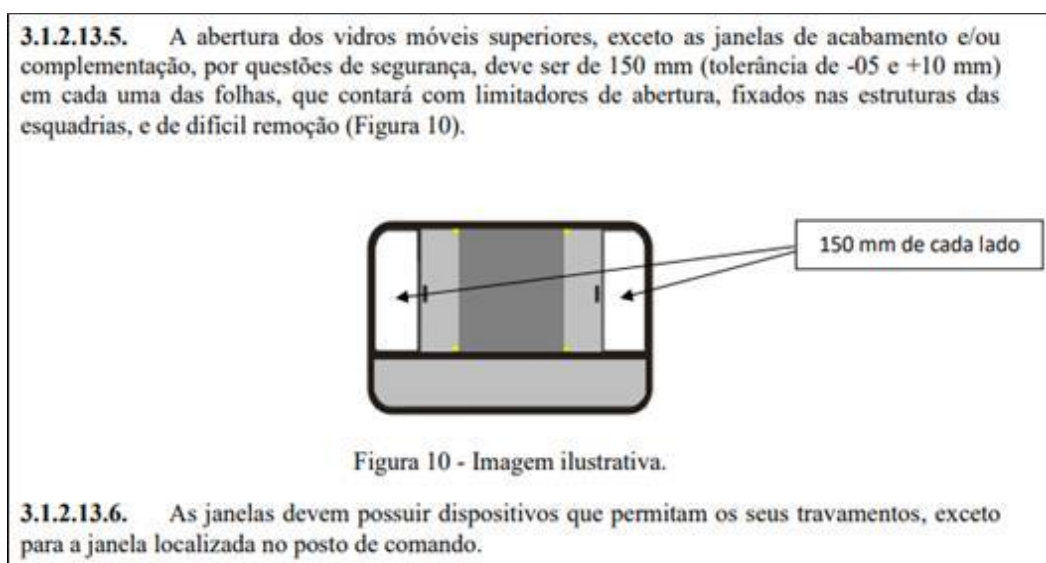 3.1.2.13.5. A abertura dos vidros móveis superiores, exceto as janelas de acabamento e/ou
complementação, por questões de segurança, deve ser de 150 mm (tolerância de -05 e +10 mm)
em cada uma das folhas, que contará com limitadores de abertura, fixados nas estruturas das
esquadrias, e de difícil remoção (Figura 10).
150 mm de cada lado
Figura 10 - Imagem ilustrativa.
3.1.2.13.6. As janelas devem possuir dispositivos que permitam os seus travamentos, exceto
para a janela localizada no posto de comando.